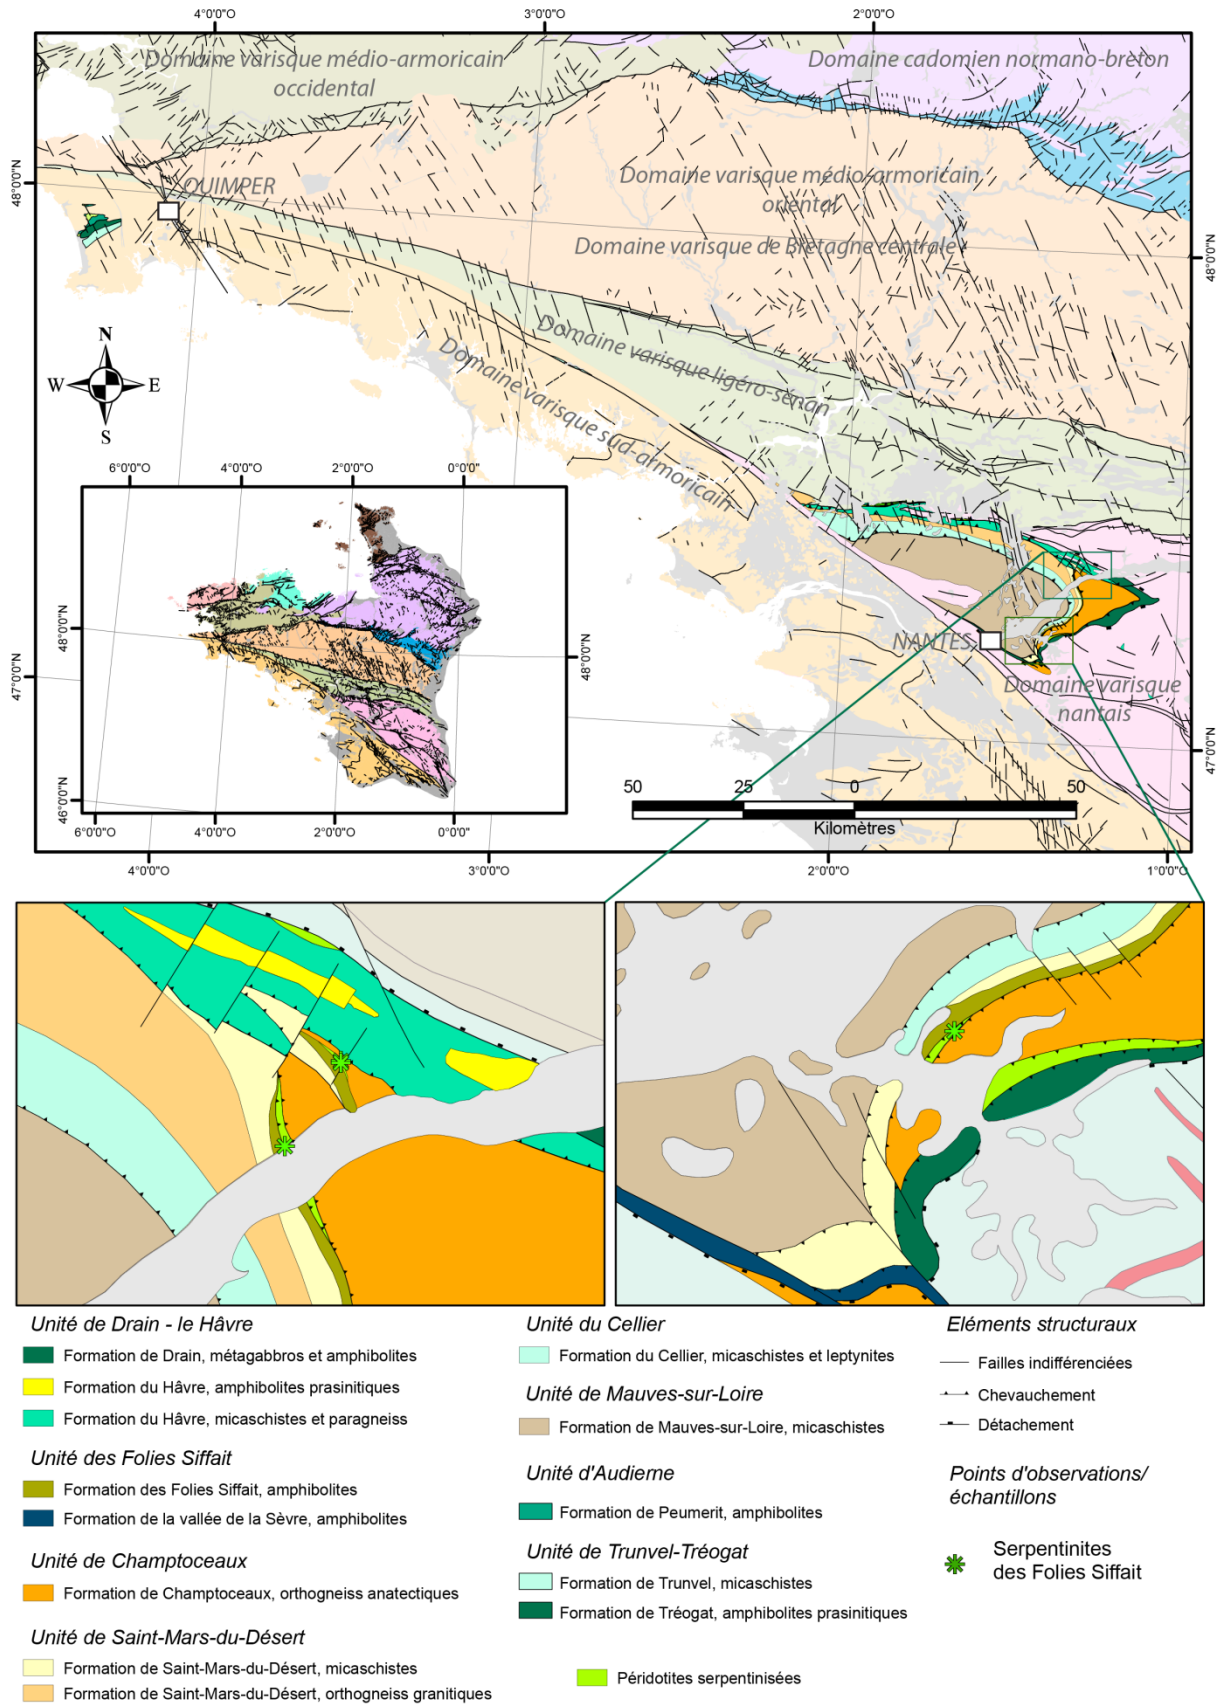 4°0'0"O
3°0'0"O
2°0'0"O
Domaine varisque médio-armoricain
occidental
Domaine cadomien normano-breton
48°0'0"N
QUIMPER
Domaine varisque médio-armoricain
oriental
Domaine varisque de Bretagne centrale
48°0'0"N
N
W
E
S
Domaine varisque ligéro-sénan
Domaine varisque sud-armoricain
6°0'0"O
4°0'0"O
2°0'0"O
0°0'0"
48°0'0"N
48°0'0"N
47°0'0"N
46°0'0"N
6°0'0"O
4°0'0"O
2°0'0"O
0°0'0"
NANTES
Domaine varisque
nantais
47°0'0"N
50
25
0
50
Kilomètres
4°0'0"O
3°0'0"O
2°0'0"O
1°0'0"O
Unité de Drain - le Hâvre
Formation de Drain, métagabbros et amphibolites
Formation du Hâvre, amphibolites prasinitiques
Formation du Hâvre, micaschistes et paragneiss
Unité des Folies Siffait
Formation des Folies Siffait, amphibolites
Formation de la vallée de la Sèvre, amphibolites
Unité de Champtoceaux
Formation de Champtoceaux, orthogneiss anatectiques
Unité de Saint-Mars-du-Désert
Formation de Saint-Mars-du-Désert, micaschistes
Formation de Saint-Mars-du-Désert, orthogneiss granitiques
Unité du Cellier
Formation du Cellier, micaschistes et leptynites
Unité de Mauves-sur-Loire
Formation de Mauves-sur-Loire, micaschistes
Unité d'Audierne
Formation de Peumerit, amphibolites
Unité de Trunvel-Tréogat
Formation de Trunvel, micaschistes
Formation de Tréogat, amphibolites prasinitiques
Péridotites serpentinisées
Eléments structuraux
Failles indifférenciées
Chevauchement
Détachement
Points d'observations/
échantillons
Serpentinites
des Folies Siffait